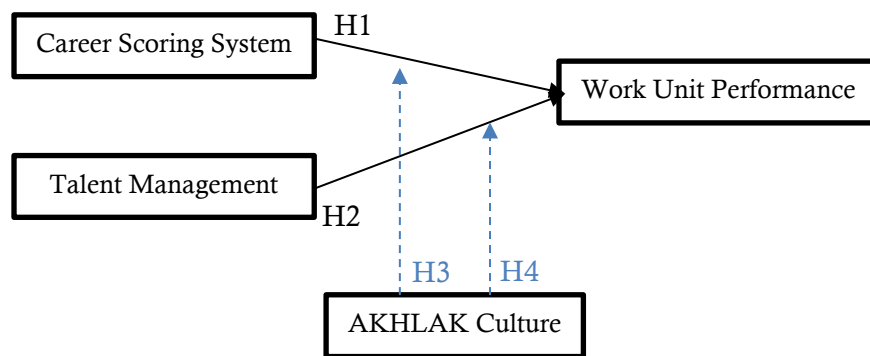 Career Scoring System
H1
Work Unit Performance
Talent Management
H2
H3
H4
AKHLAK Culture